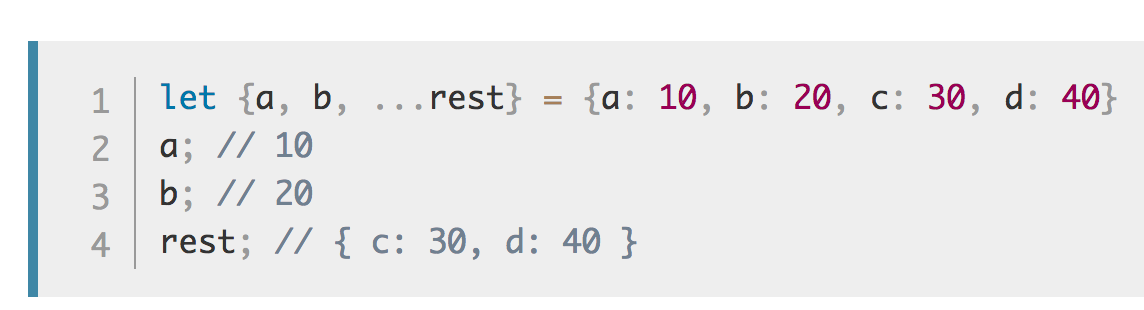 1 let {a, b, ...rest} = {a: 10, b: 20, c: 30, d: 40}
2 a; // 10
3 b; // 20
4 rest; // { c: 30, d: 40 }